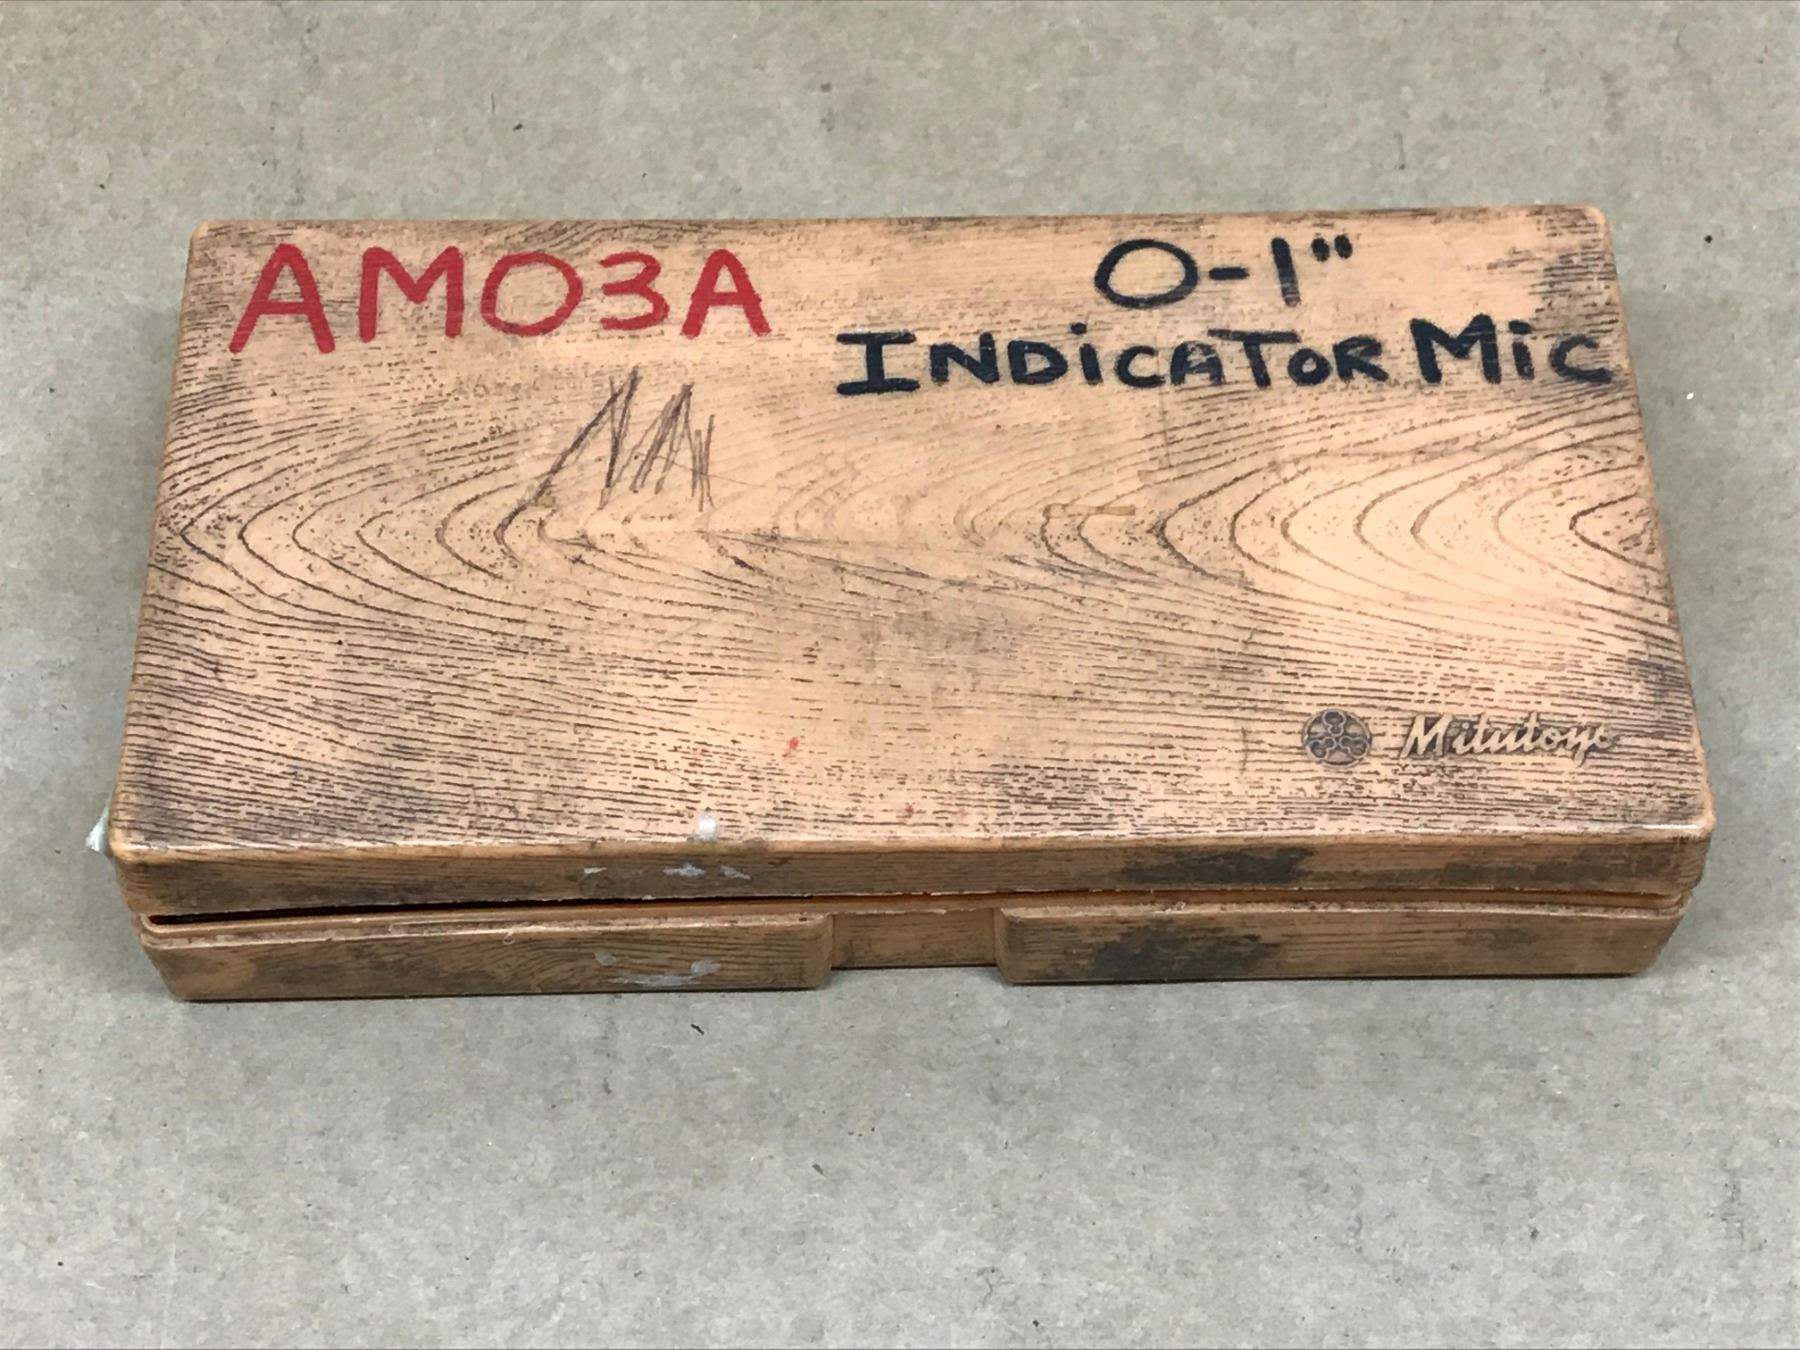 AM03A
0-1"
INDiCATOR MiC
Mitutoyo